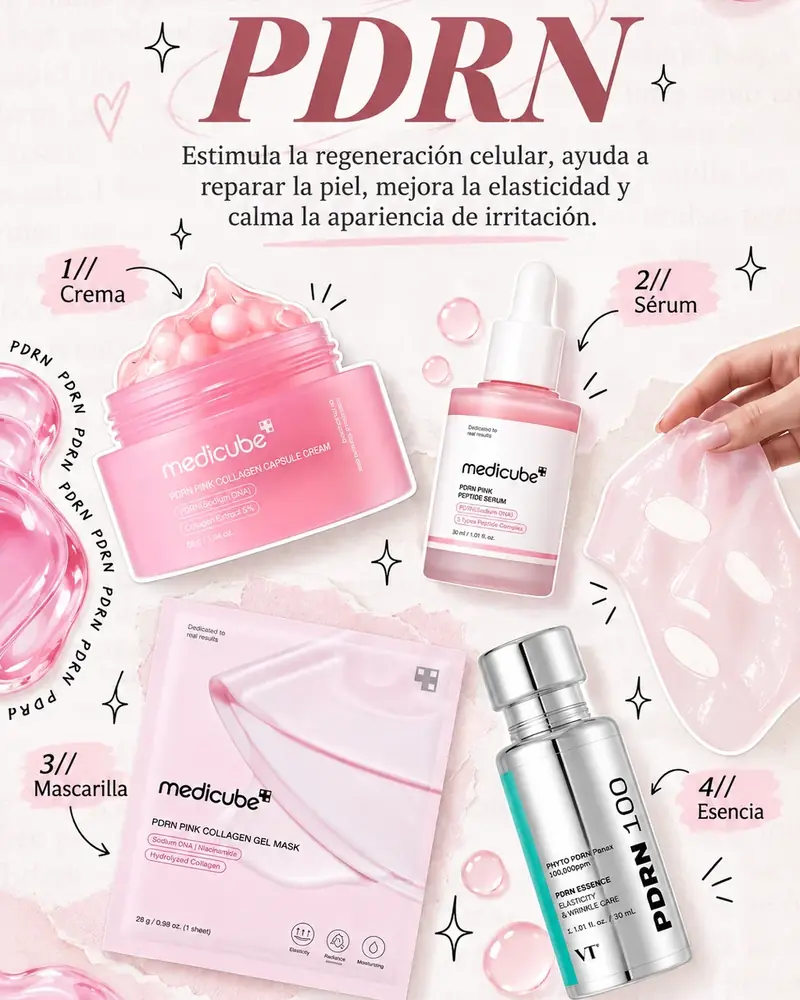 PDRN
Estimula la regeneración celular, ayuda a
reparar la piel, mejora la elasticidad y
calma la apariencia de irritación.
1//
Crema
2//
Sérum
PDRN PDRN PDRN PDRN PDRN PDRN PDRN PDRN
medicube
PDRN PINK COLLAGEN CAPSULE CREAM
PDRN(Sodium DNA)
Collagen Extract 5%
Dedicated to
real results
medicube
PDRN PINK
PEPTIDE SERUM
PDRN(Sodium DNA)
5 Types Peptide Complex
30 ml / 1.01 fl. oz.
3//
Mascarilla
Dedicated to
real results
medicube
PDRN PINK COLLAGEN GEL MASK
Sodium DNA | Niacinamide
Hydrolyzed Collagen
28 g / 0.98 oz. (1 sheet)
Elasticity
Radiance
Moisturizing
4//
Esencia
PDRN 100
PHYTO PDRN Panax
100,000ppm
PDRN ESSENCE
ELASTICITY
& WRINKLE CARE
1.01 fl. oz. / 30 mL
VT